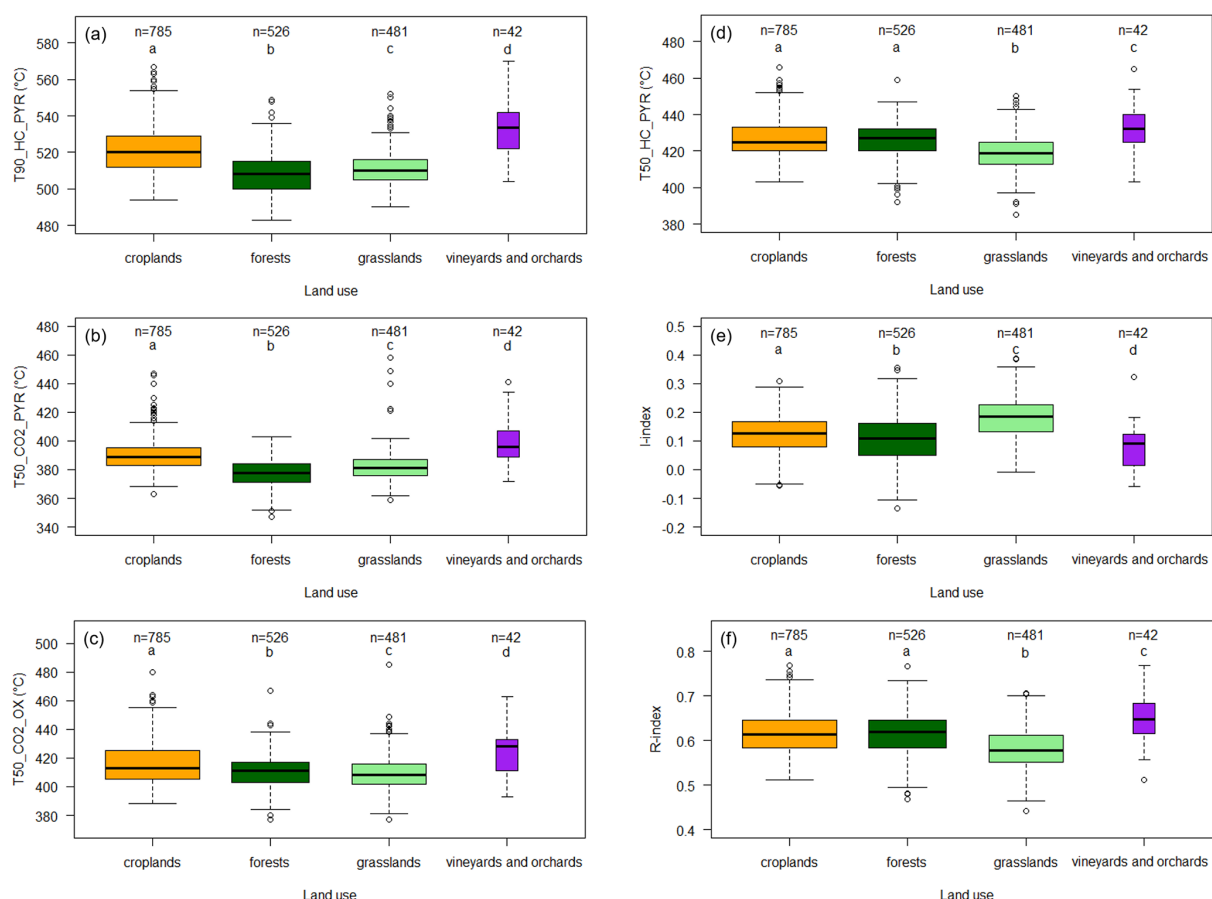 (a)
n=785 n=526 n=481 n=42
a b c d
T90_HC_PYR (°C)
580
560
540
520
500
480
croplands forests grasslands vineyards and orchards
Land use
(d)
n=785 n=526 n=481 n=42
a a b c
T50_HC_PYR (°C)
480
460
440
420
400
380
croplands forests grasslands vineyards and orchards
Land use
(b)
n=785 n=526 n=481 n=42
a b c d
T50_CO2_PYR (°C)
480
460
440
420
400
380
360
340
croplands forests grasslands vineyards and orchards
Land use
(e)
n=785 n=526 n=481 n=42
a b c d
I-index
0.5
0.4
0.3
0.2
0.1
0.0
-0.1
-0.2
croplands forests grasslands vineyards and orchards
Land use
(c)
n=785 n=526 n=481 n=42
a b c d
T50_CO2_OX (°C)
500
480
460
440
420
400
380
croplands forests grasslands vineyards and orchards
Land use
(f)
n=785 n=526 n=481 n=42
a a b c
R-index
0.8
0.7
0.6
0.5
0.4
croplands forests grasslands vineyards and orchards
Land use